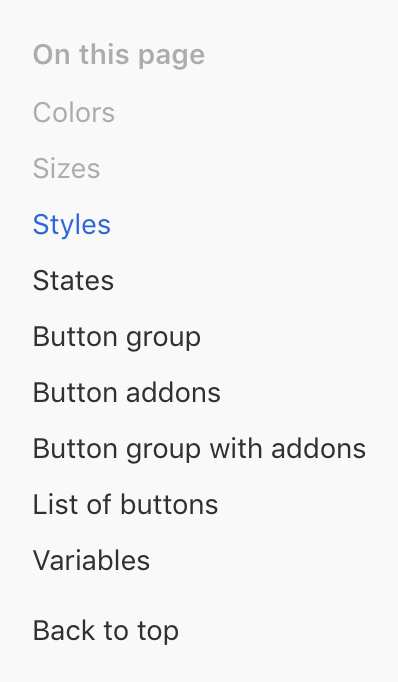 On this page
Colors
Sizes
Styles
States
Button group
Button addons
Button group with addons
List of buttons
Variables
Back to top